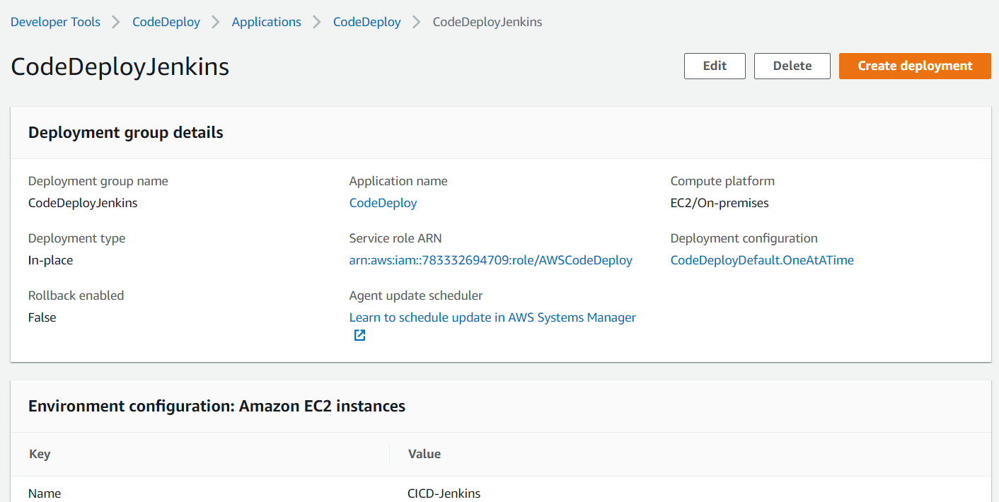 Developer Tools > CodeDeploy > Applications > CodeDeploy > CodeDeployJenkins
CodeDeployJenkins
Edit Delete Create deployment
Deployment group details
Deployment group name Application name Compute platform
CodeDeployJenkins CodeDeploy EC2/On-premises
Deployment type Service role ARN Deployment configuration
In-place arn:aws:iam::783332694709:role/AWSCodeDeploy CodeDeployDefault.OneAtATime
Rollback enabled Agent update scheduler
False Learn to schedule update in AWS Systems Manager
Environment configuration: Amazon EC2 instances
Key Value
Name CICD-Jenkins